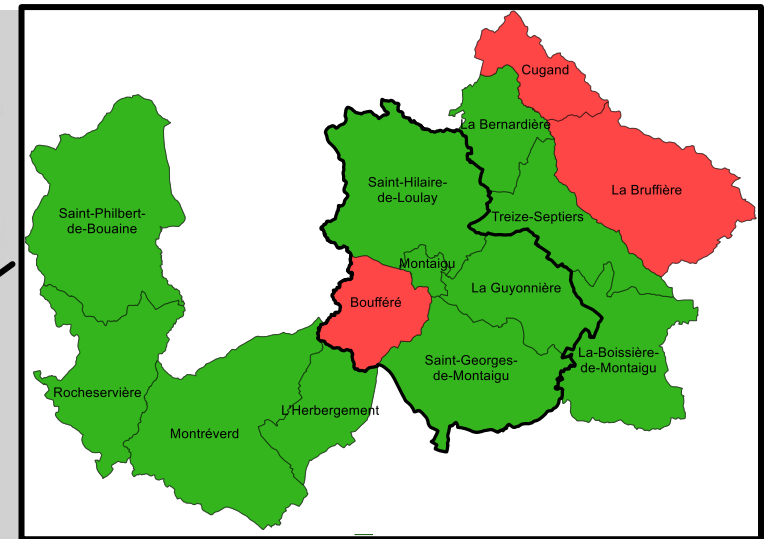 Cugand
La Bernardière
La Bruffière
Saint-Hilaire-
de-Loulay
Saint-Philbert-
de-Bouaine
Treize-Septiers
Montaigu
La Guyonnière
Boufféré
La-Boissière-
de-Montaigu
Saint-Georges-
de-Montaigu
Rocheservière
L'Herbergement
Montréverd